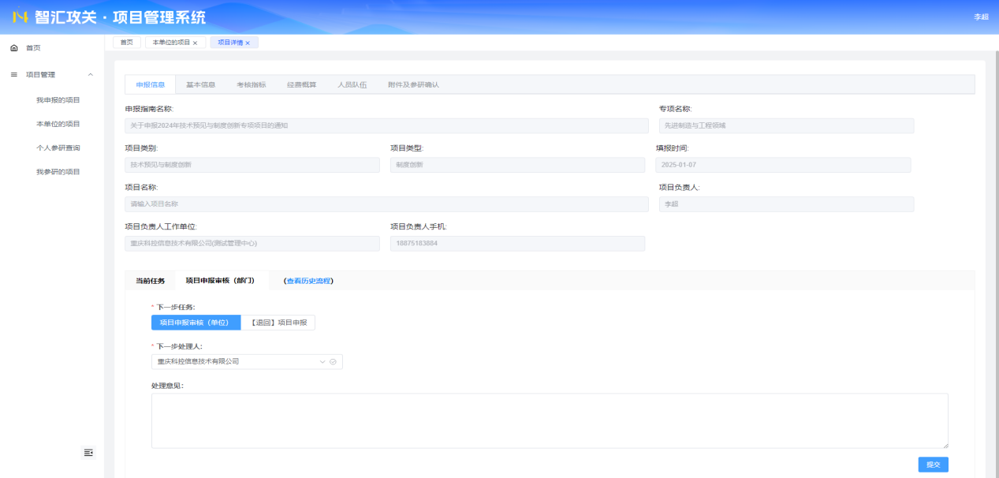 智汇攻关·项目管理系统
李超
首页
项目管理
我申报的项目
本单位的项目
个人参研查询
我参研的项目
首页 本单位的项目 × 项目详情 ×
申报信息 基本信息 考核指标 经费概算 人员队伍 附件及参研确认
申报指南名称: 专项名称:
关于申报2024年技术预见与制度创新专项项目的通知 先进制造与工程领域
项目类别: 项目类型: 填报时间:
技术预见与制度创新 制度创新 2025-01-07
项目名称: 项目负责人:
请输入项目名称 李超
项目负责人工作单位: 项目负责人手机:
重庆科控信息技术有限公司(测试管理中心) 18875183884
当前任务 项目申报审核（部门） (查看历史流程)
* 下一步任务:
项目申报审核（单位） 【退回】项目申报
* 下一步处理人:
重庆科控信息技术有限公司
处理意见:
提交